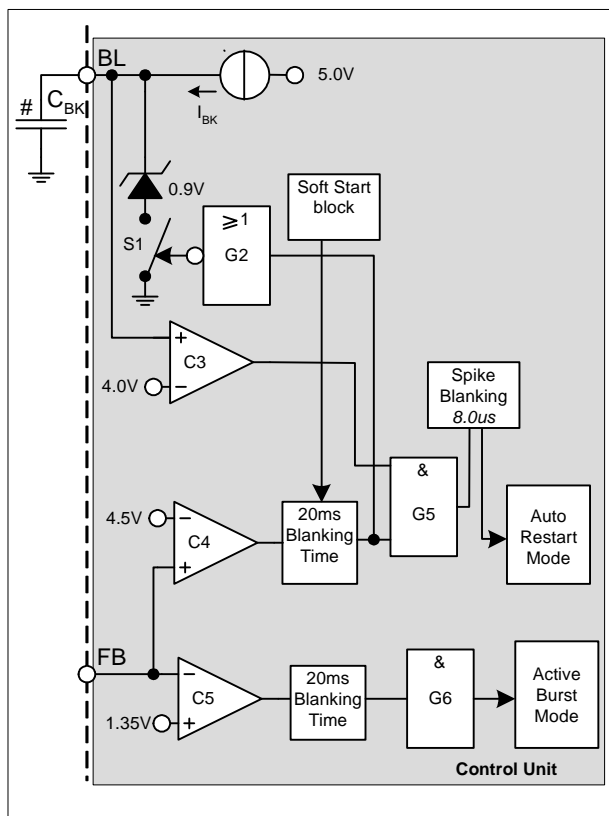 BL
5.0V
# C_BK
I_BK
0.9V
Soft Start
block
S1
⩾1
G2
C3
4.0V
Spike
Blanking
8.0us
&
G5
4.5V
C4
20ms
Blanking
Time
Auto
Restart
Mode
FB
C5
1.35V
20ms
Blanking
Time
&
G6
Active
Burst
Mode
Control Unit